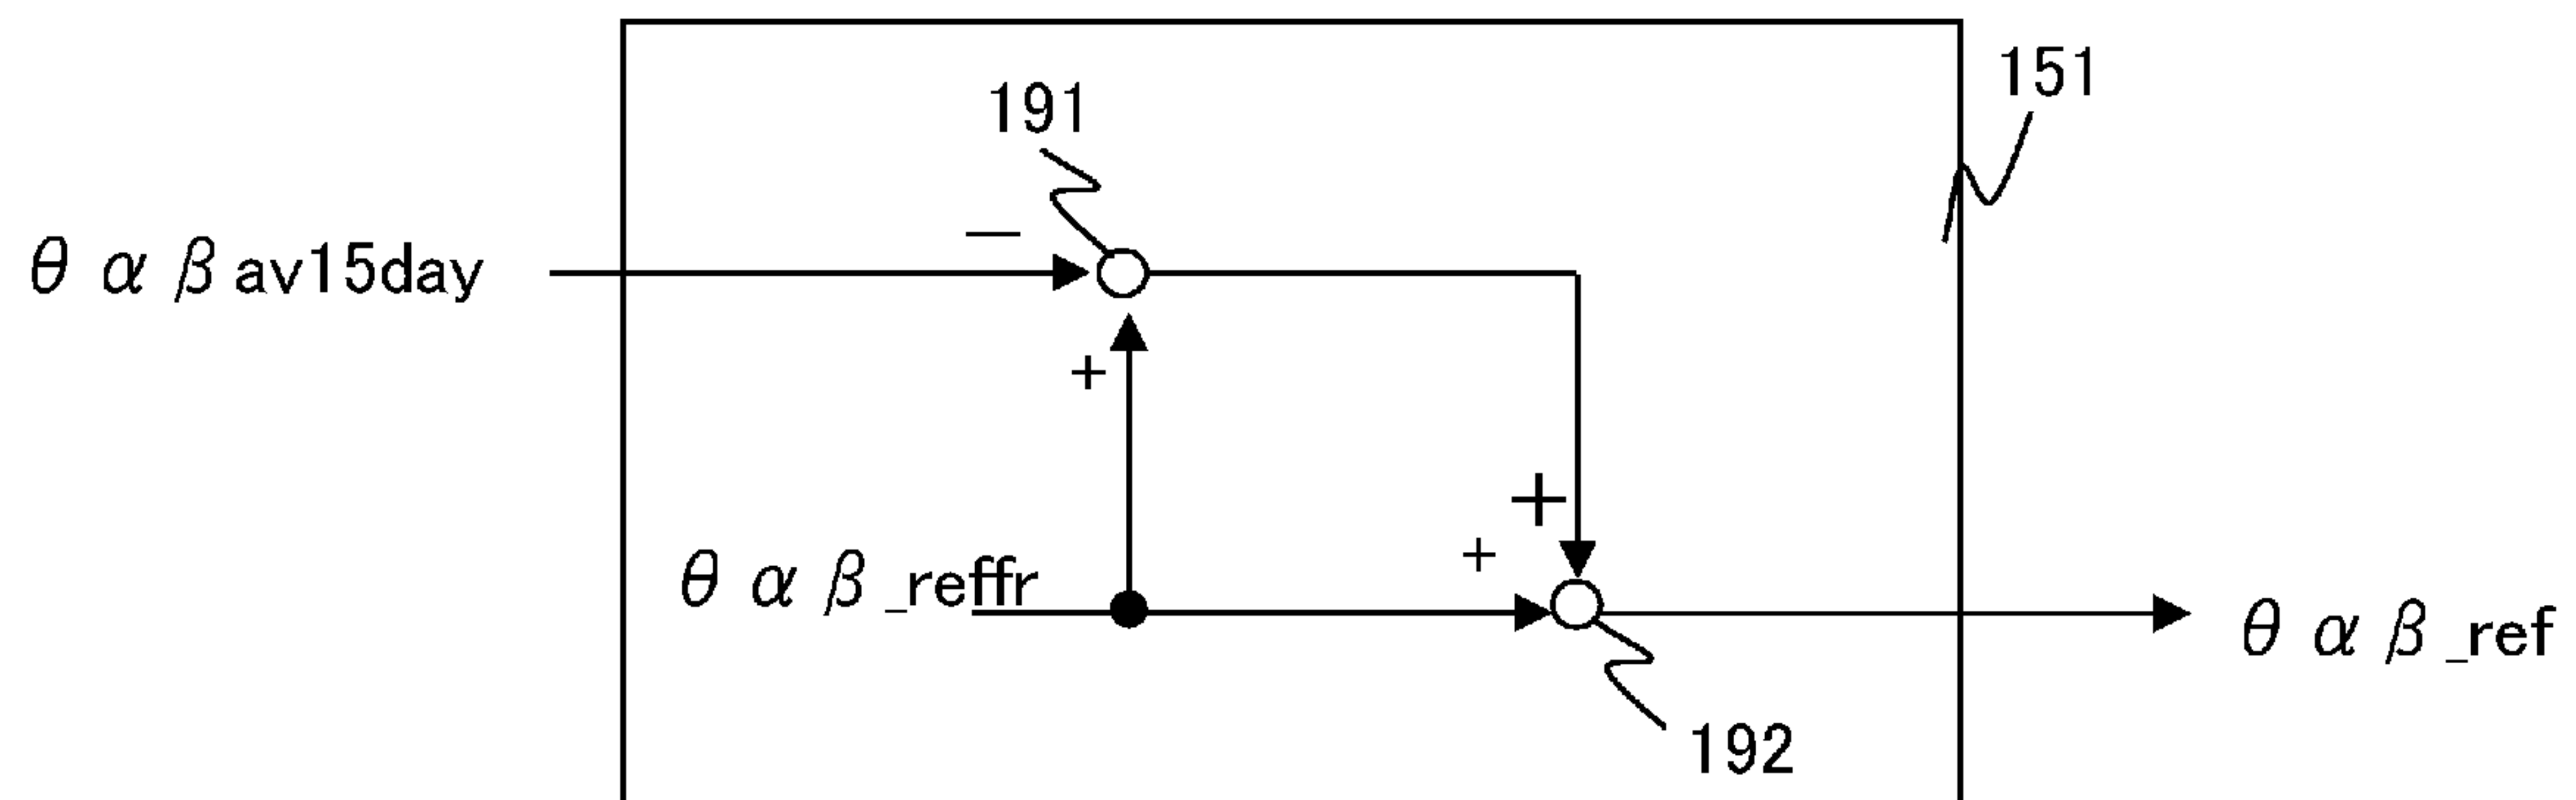 191
151
−
θ α β av15day
+
+
+
θ α β _reffr
θ α β _ref
192